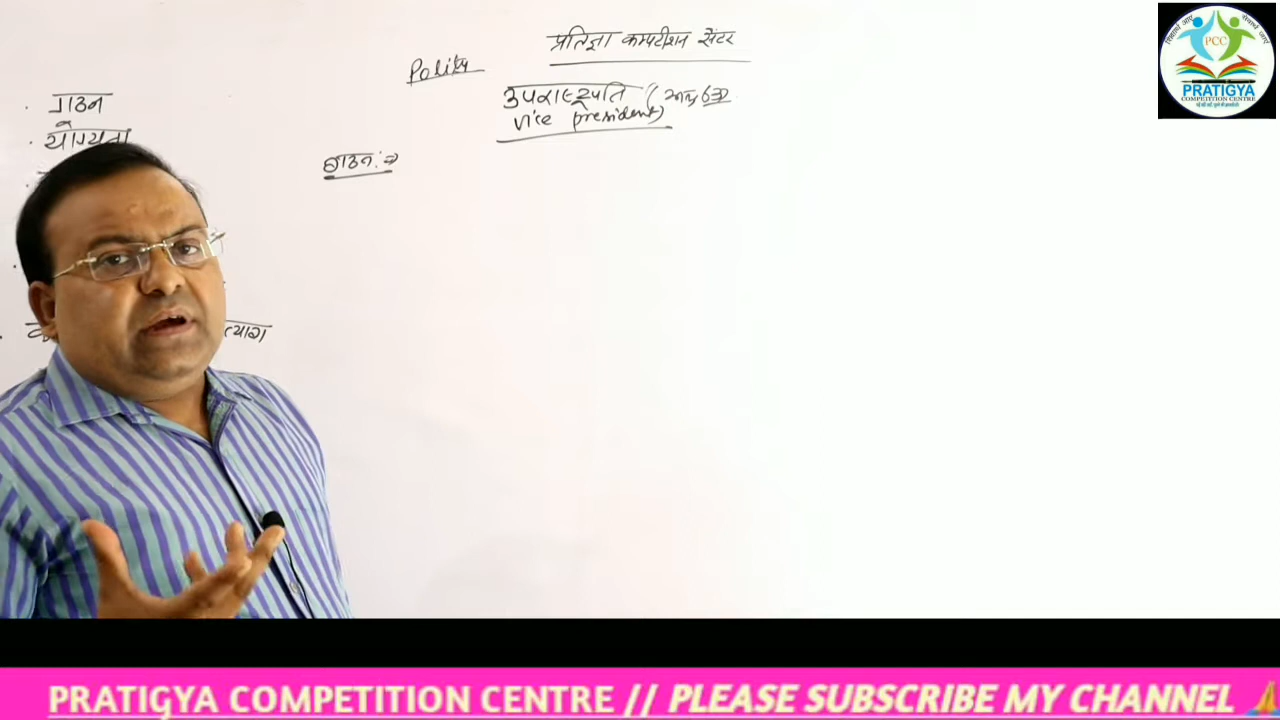 प्रतिज्ञा कम्पटीशन सेंटर
Polity
उपराष्ट्रपति (अनु० 63
vice president)
गठन
योग्यता
गठन:⇒
त्याग
PCC
PRATIGYA
COMPETITION CENTRE
PRATIGYA COMPETITION CENTRE // PLEASE SUBSCRIBE MY CHANNEL 🙏